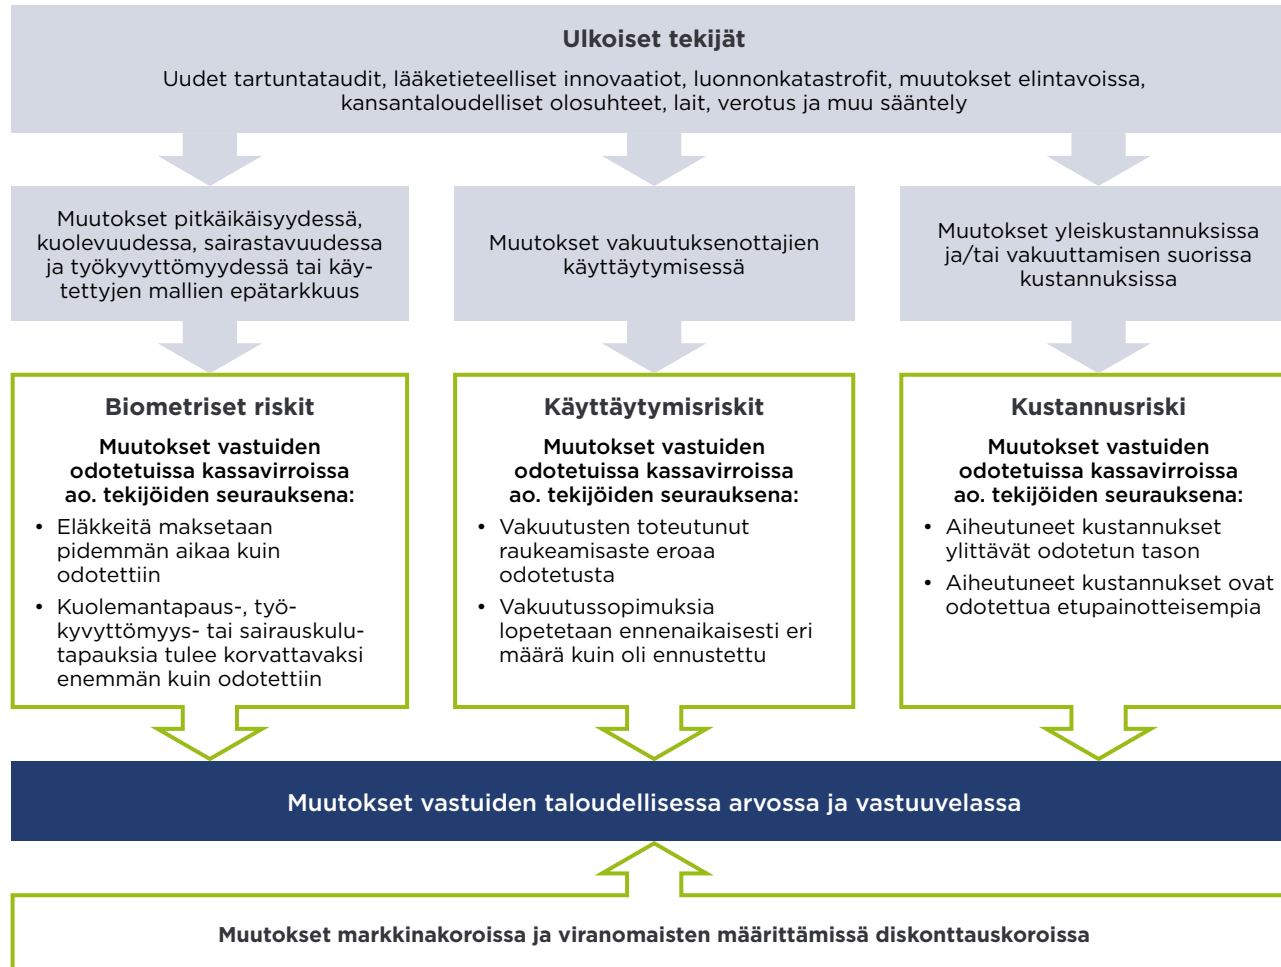 Ulkoiset tekijät
Uudet tartuntataudit, lääketieteelliset innovaatiot, luonnonkatastrofit, muutokset elintavoissa,
kansantaloudelliset olosuhteet, lait, verotus ja muu sääntely
Muutokset pitkäikäisyydessä,
kuolevuudessa, sairastavuudessa
ja työkyvyttömyydessä tai käy-
tettyjen mallien epätarkkuus
Muutokset vakuutuksenottajien
käyttäytymisessä
Muutokset yleiskustannuksissa
ja/tai vakuuttamisen suorissa
kustannuksissa
Biometriset riskit
Muutokset vastuiden
odotetuissa kassavirroissa
ao. tekijöiden seurauksena:
• Eläkkeitä maksetaan
pidemmän aikaa kuin
odotettiin
• Kuolemantapaus-, työ-
kyvyttömyys- tai sairauskulu-
tapauksia tulee korvattavaksi
enemmän kuin odotettiin
Käyttäytymisriskit
Muutokset vastuiden
odotetuissa kassavirroissa
ao. tekijöiden seurauksena:
• Vakuutusten toteutunut
raukeamisaste eroaa
odotetusta
• Vakuutussopimuksia
lopetetaan ennenaikaisesti eri
määrä kuin oli ennustettu
Kustannusriski
Muutokset vastuiden
odotetuissa kassavirroissa
ao. tekijöiden seurauksena:
• Aiheutuneet kustannukset
ylittävät odotetun tason
• Aiheutuneet kustannukset ovat
odotettua etupainotteisempia
Muutokset vastuiden taloudellisessa arvossa ja vastuuvelassa
Muutokset markkinakoroissa ja viranomaisten määrittämissä diskonttauskoroissa